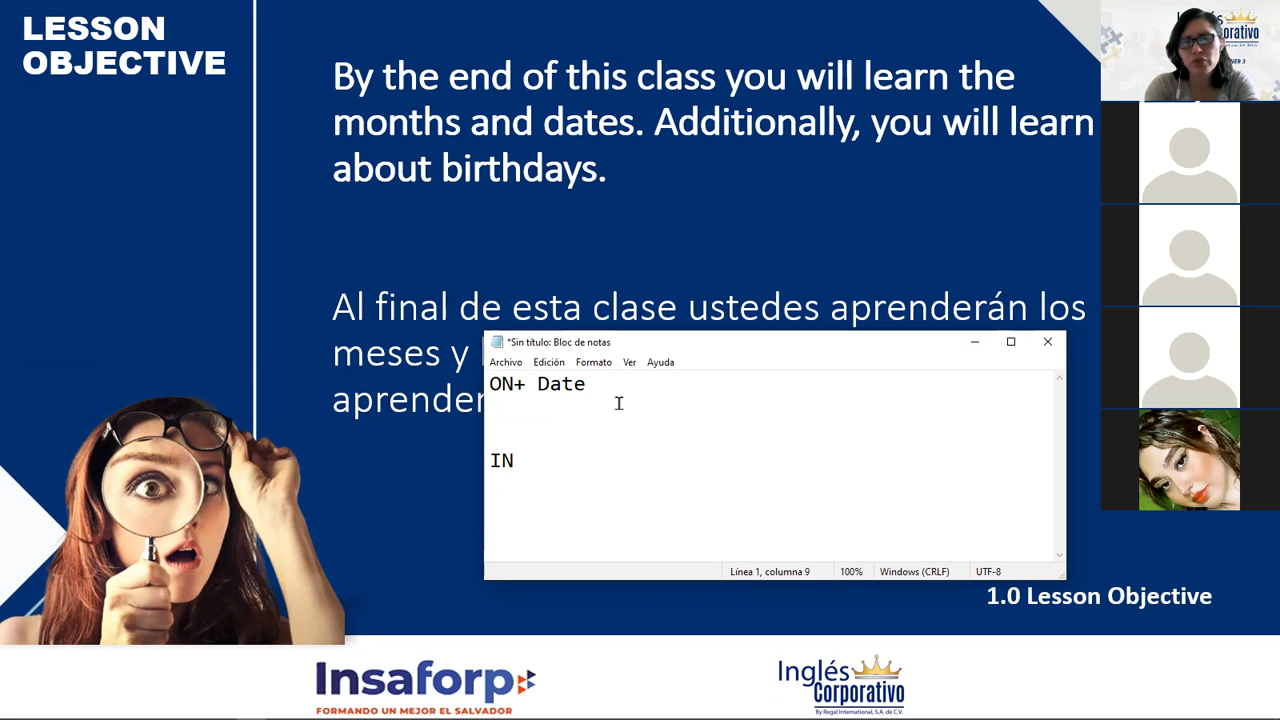 LESSON
OBJECTIVE
By the end of this class you will learn the
months and dates. Additionally, you will learn
about birthdays.
Al final de esta clase ustedes aprenderán los
meses y
aprender
*Sin título: Bloc de notas
Archivo Edición Formato Ver Ayuda
ON+ Date
IN
Línea 1, columna 9 100% Windows (CRLF) UTF-8
1.0 Lesson Objective
Insaforp
FORMANDO UN MEJOR EL SALVADOR
Inglés
Corporativo
By Regal International, S.A. de C.V.